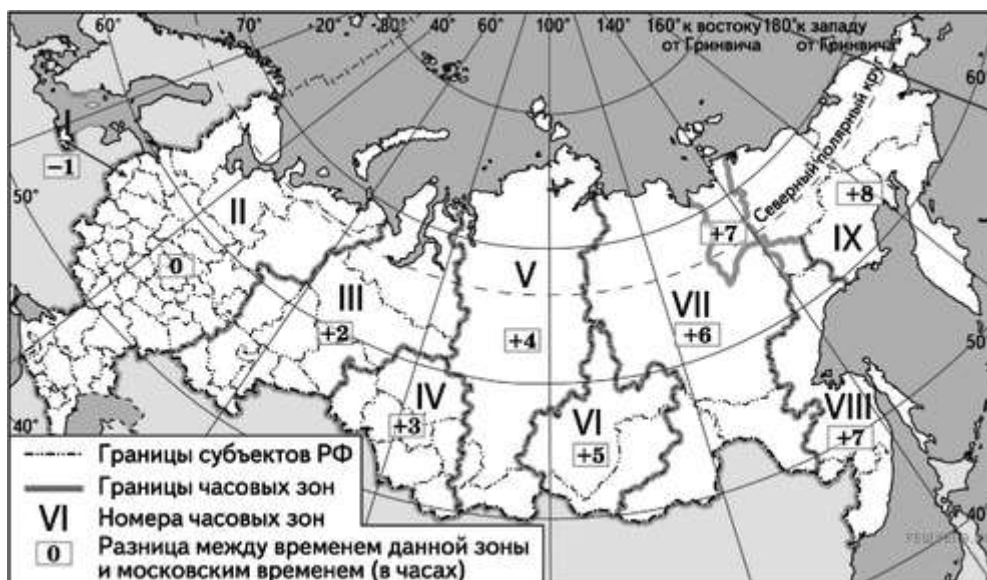 60° 40° 20° 0° 20° 40° 60° 80° 100° 160° к востоку 180° к западу
от Гринвича от Гринвича
60°
Северный полярный круг
I
−1
50°
II
0
III
+2
IV
+3
V
+4
VI
+5
VII
+6
+7
VIII
+7
IX
+8
50°
40°
40°
Границы субъектов РФ
Границы часовых зон
VI Номера часовых зон
0 Разница между временем данной зоны
и московским временем (в часах)